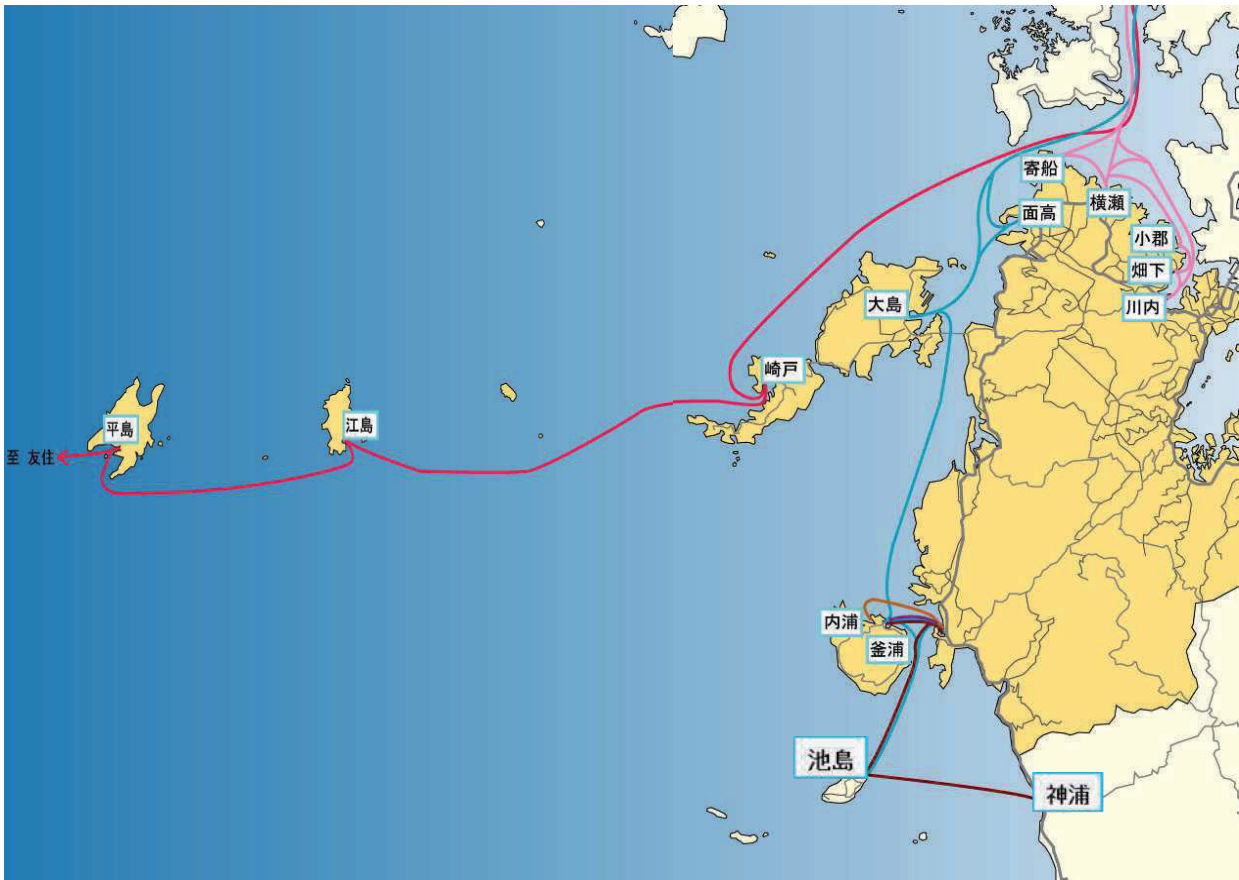 寄船
横瀬
面高
小郡
畑下
川内
大島
崎戸
平島
江島
至 友住
内浦
釜浦
池島
神浦